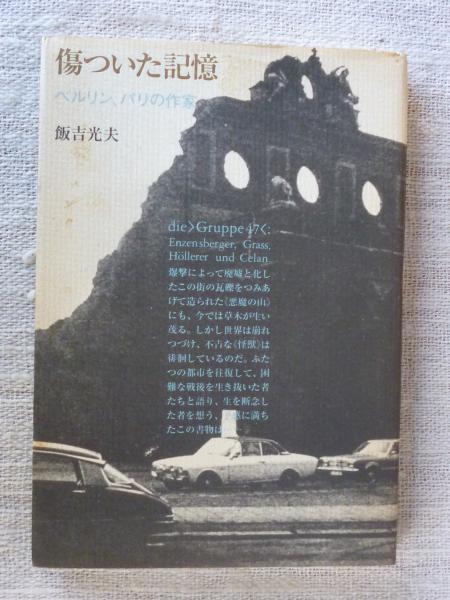 傷ついた記憶
ベルリン、パリの作家
飯吉光夫
die>Gruppe47<:
Enzensberger, Grass,
Höllerer und Celan.
爆撃によって廃墟と化し
たこの街の瓦礫をつみあ
げて造られた《悪魔の山》
にも、今では草木が生い
茂る。しかし世界は崩れ
つづけ、不吉な《怪獣》は
徘徊しているのだ。ふた
つの都市を往復して、困
難な戦後を生き抜いた者
たちと語り、生を断念し
た者を想う、に満ち
たこの書物は